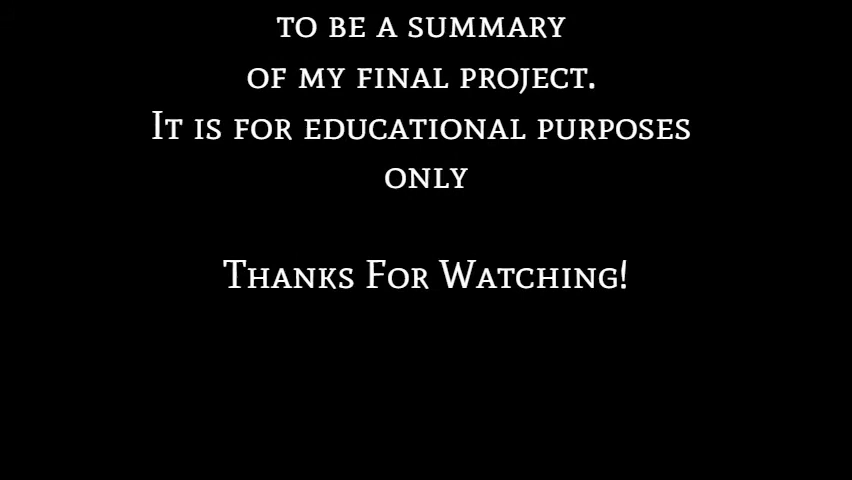 to be a summary
of my final project.
It is for educational purposes
only
Thanks For Watching!